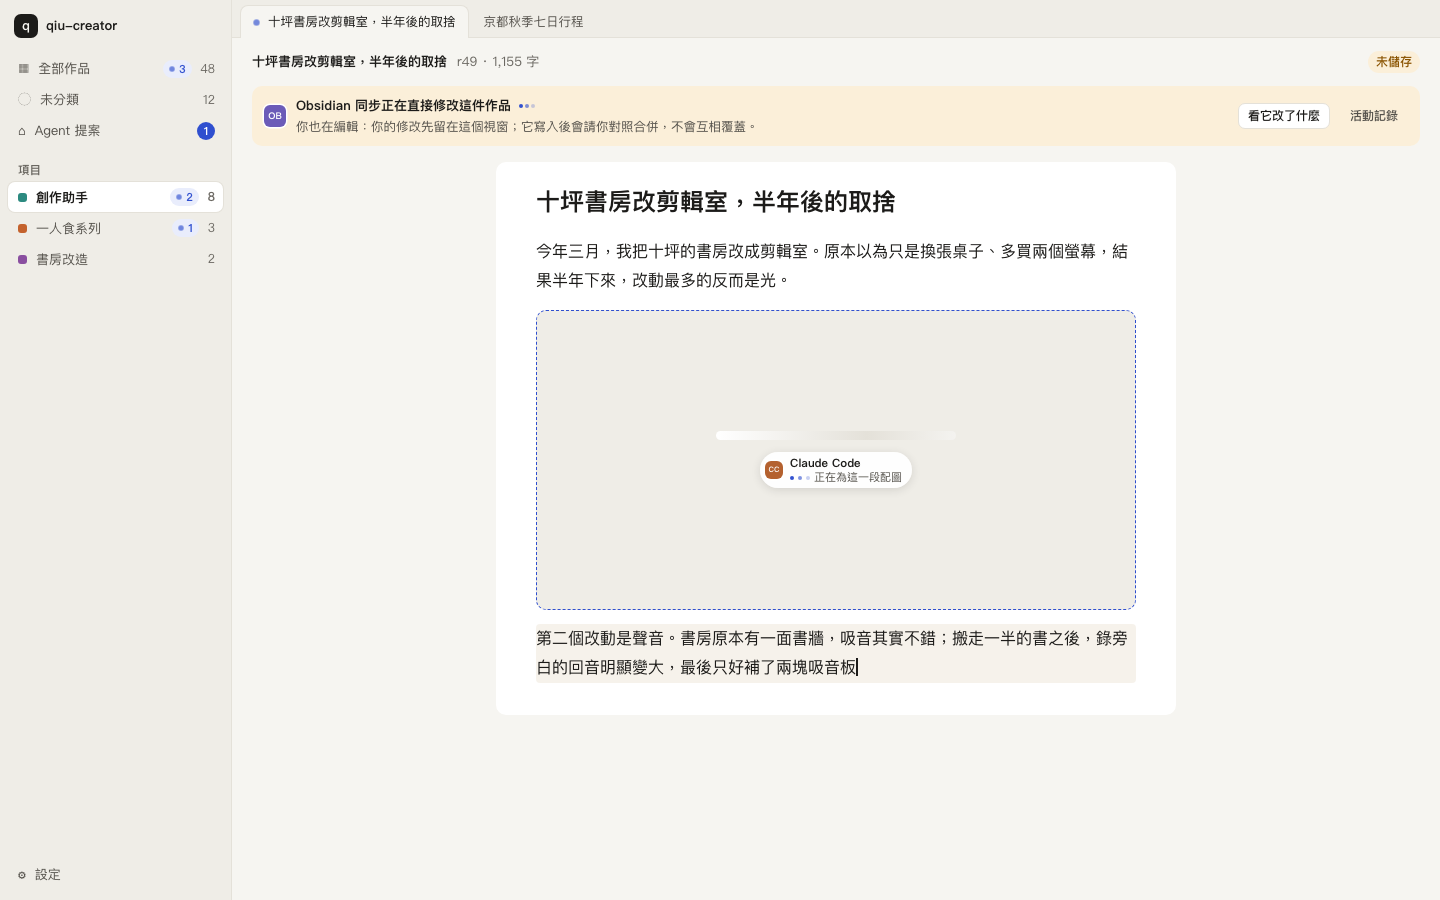 q qiu-creator
全部作品 3 48
未分類 12
Agent 提案 1
項目
創作助手 2 8
一人食系列 1 3
書房改造 2
設定
十坪書房改剪輯室，半年後的取捨
京都秋季七日行程
十坪書房改剪輯室，半年後的取捨 r49 · 1,155 字
未儲存
OB
Obsidian 同步正在直接修改這件作品
你也在編輯：你的修改先留在這個視窗；它寫入後會請你對照合併，不會互相覆蓋。
看它改了什麼
活動記錄
十坪書房改剪輯室，半年後的取捨
今年三月，我把十坪的書房改成剪輯室。原本以為只是換張桌子、多買兩個螢幕，結
果半年下來，改動最多的反而是光。
CC
Claude Code
正在為這一段配圖
第二個改動是聲音。書房原本有一面書牆，吸音其實不錯；搬走一半的書之後，錄旁
白的回音明顯變大，最後只好補了兩塊吸音板